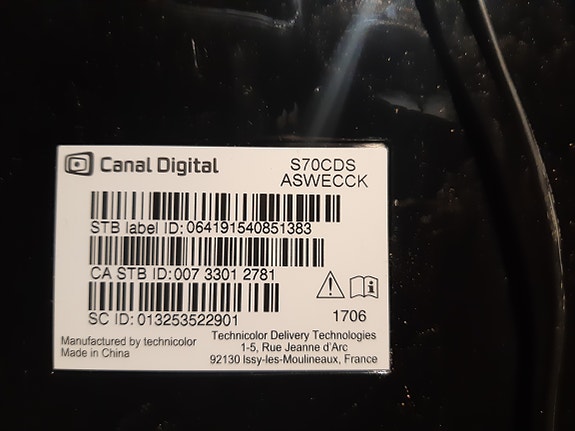 Canal Digital
S70CDS
ASWECCK
STB label ID: 064191540851383
CA STB ID: 007 3301 2781
SC ID: 013253522901
1706
Manufactured by technicolor
Made in China
Technicolor Delivery Technologies
1-5, Rue Jeanne d'Arc
92130 Issy-les-Moulineaux, France